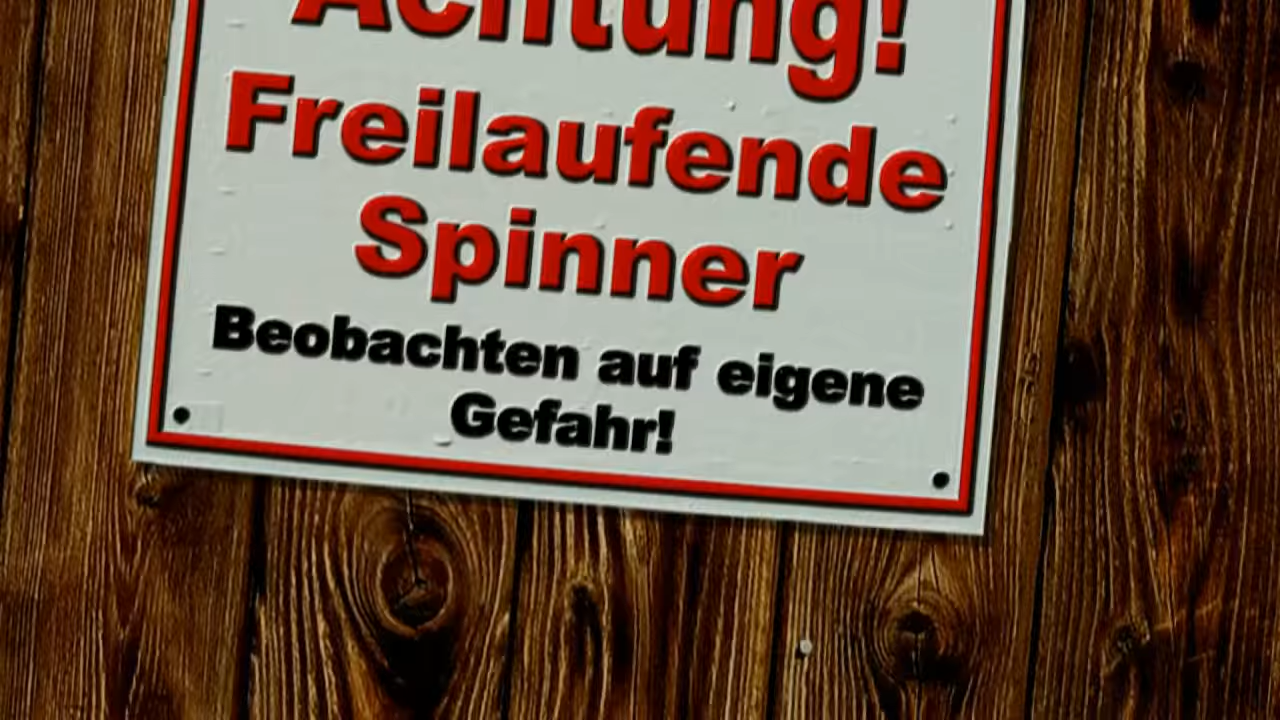 Achtung!
Freilaufende
Spinner
Beobachten auf eigene
Gefahr!